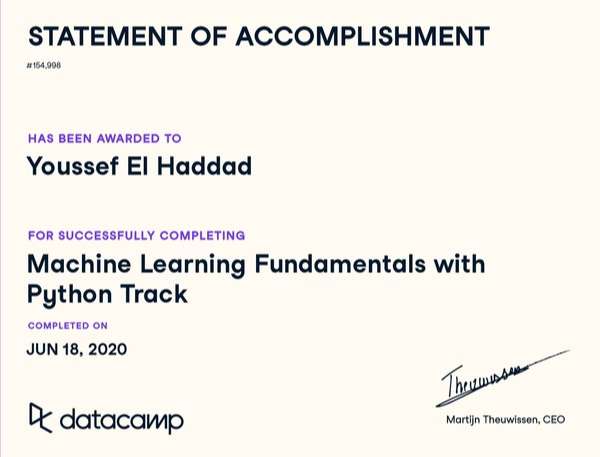 STATEMENT OF ACCOMPLISHMENT
#154,998
HAS BEEN AWARDED TO
Youssef El Haddad
FOR SUCCESSFULLY COMPLETING
Machine Learning Fundamentals with
Python Track
COMPLETED ON
JUN 18, 2020
Theuwissen
Martijn Theuwissen, CEO
datacamp